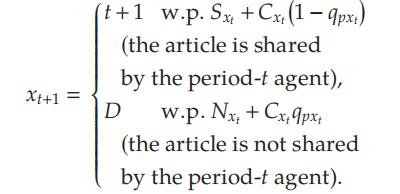 t + 1 w.p. S_{x_t} + C_{x_t}(1 − q_{px_t})
(the article is shared
by the period-t agent),
x_{t+1} =
D w.p. N_{x_t} + C_{x_t}q_{px_t}
(the article is not shared
by the period-t agent).